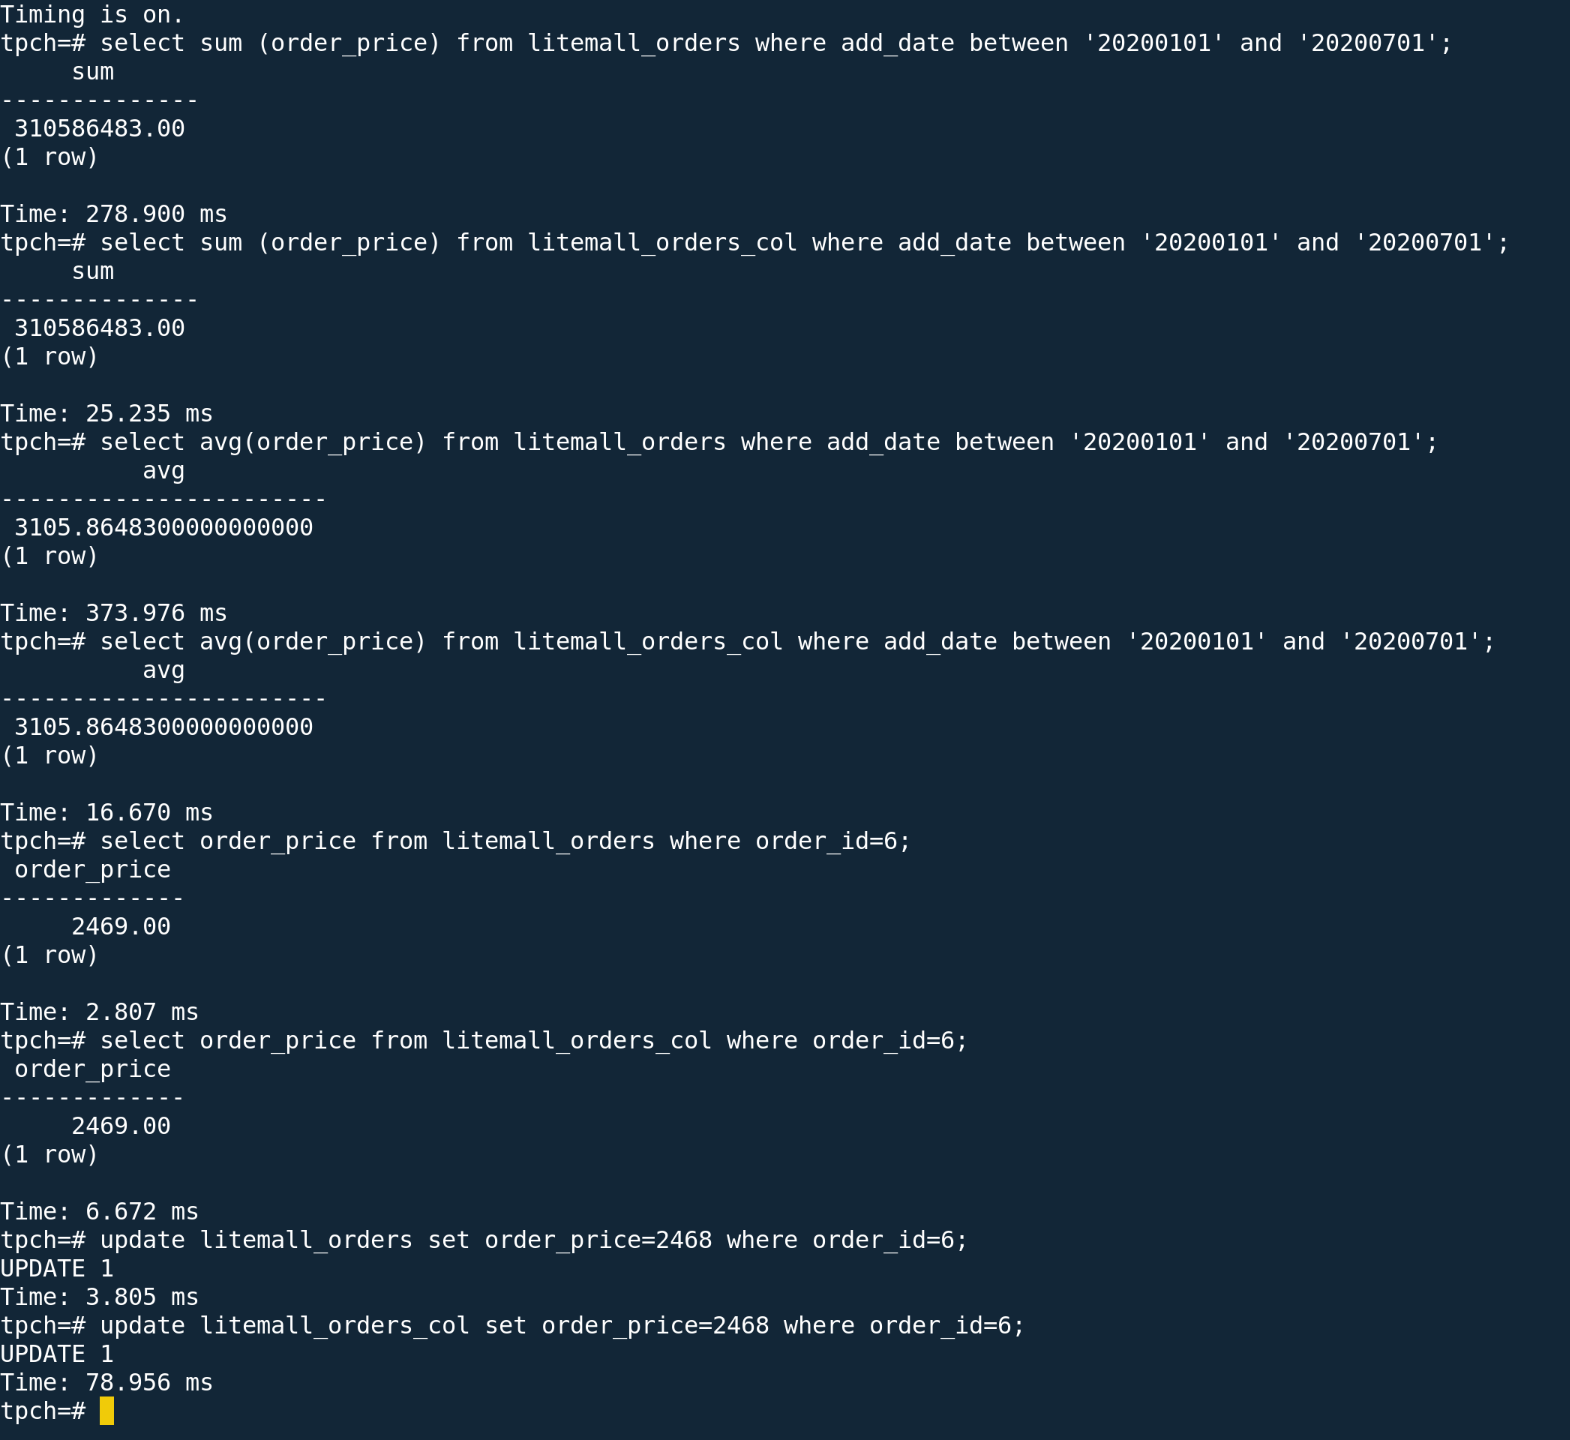 Timing is on.
tpch=# select sum (order_price) from litemall_orders where add_date between '20200101' and '20200701';
     sum
--------------
 310586483.00
(1 row)

Time: 278.900 ms
tpch=# select sum (order_price) from litemall_orders_col where add_date between '20200101' and '20200701';
     sum
--------------
 310586483.00
(1 row)

Time: 25.235 ms
tpch=# select avg(order_price) from litemall_orders where add_date between '20200101' and '20200701';
          avg
-----------------------
 3105.8648300000000000
(1 row)

Time: 373.976 ms
tpch=# select avg(order_price) from litemall_orders_col where add_date between '20200101' and '20200701';
          avg
-----------------------
 3105.8648300000000000
(1 row)

Time: 16.670 ms
tpch=# select order_price from litemall_orders where order_id=6;
 order_price
-------------
     2469.00
(1 row)

Time: 2.807 ms
tpch=# select order_price from litemall_orders_col where order_id=6;
 order_price
-------------
     2469.00
(1 row)

Time: 6.672 ms
tpch=# update litemall_orders set order_price=2468 where order_id=6;
UPDATE 1
Time: 3.805 ms
tpch=# update litemall_orders_col set order_price=2468 where order_id=6;
UPDATE 1
Time: 78.956 ms
tpch=#